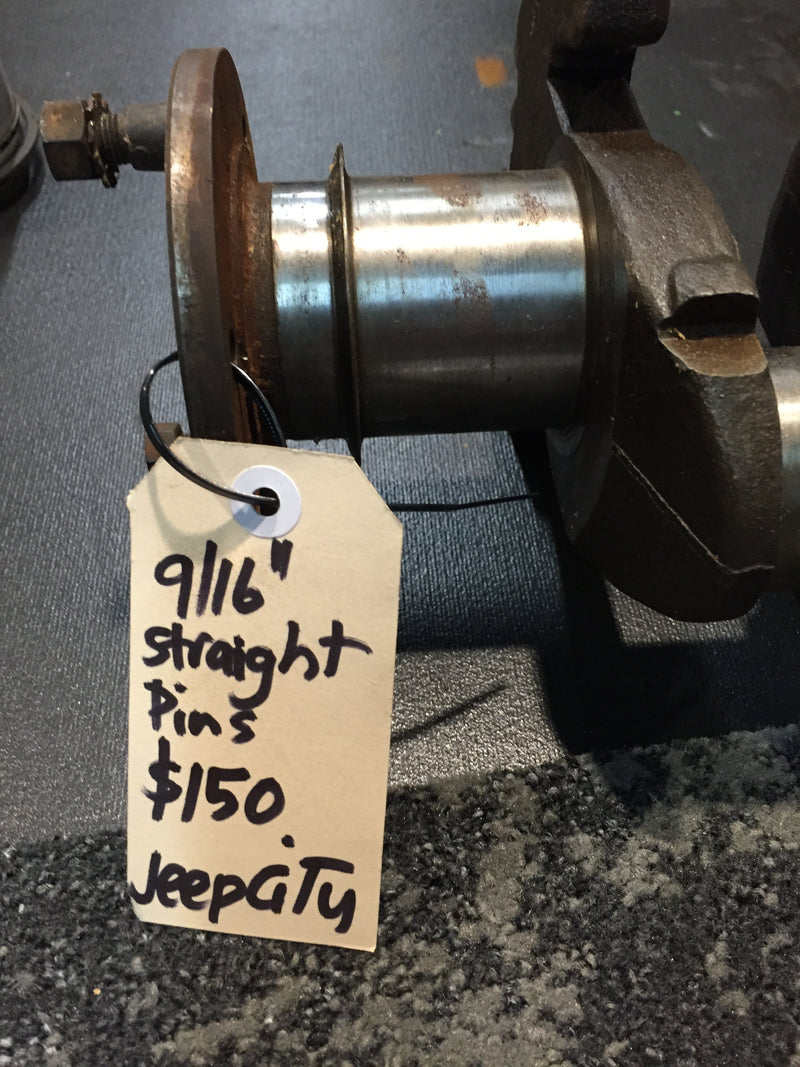 9/16"
straight
Pins
$150.
JeepCiTy